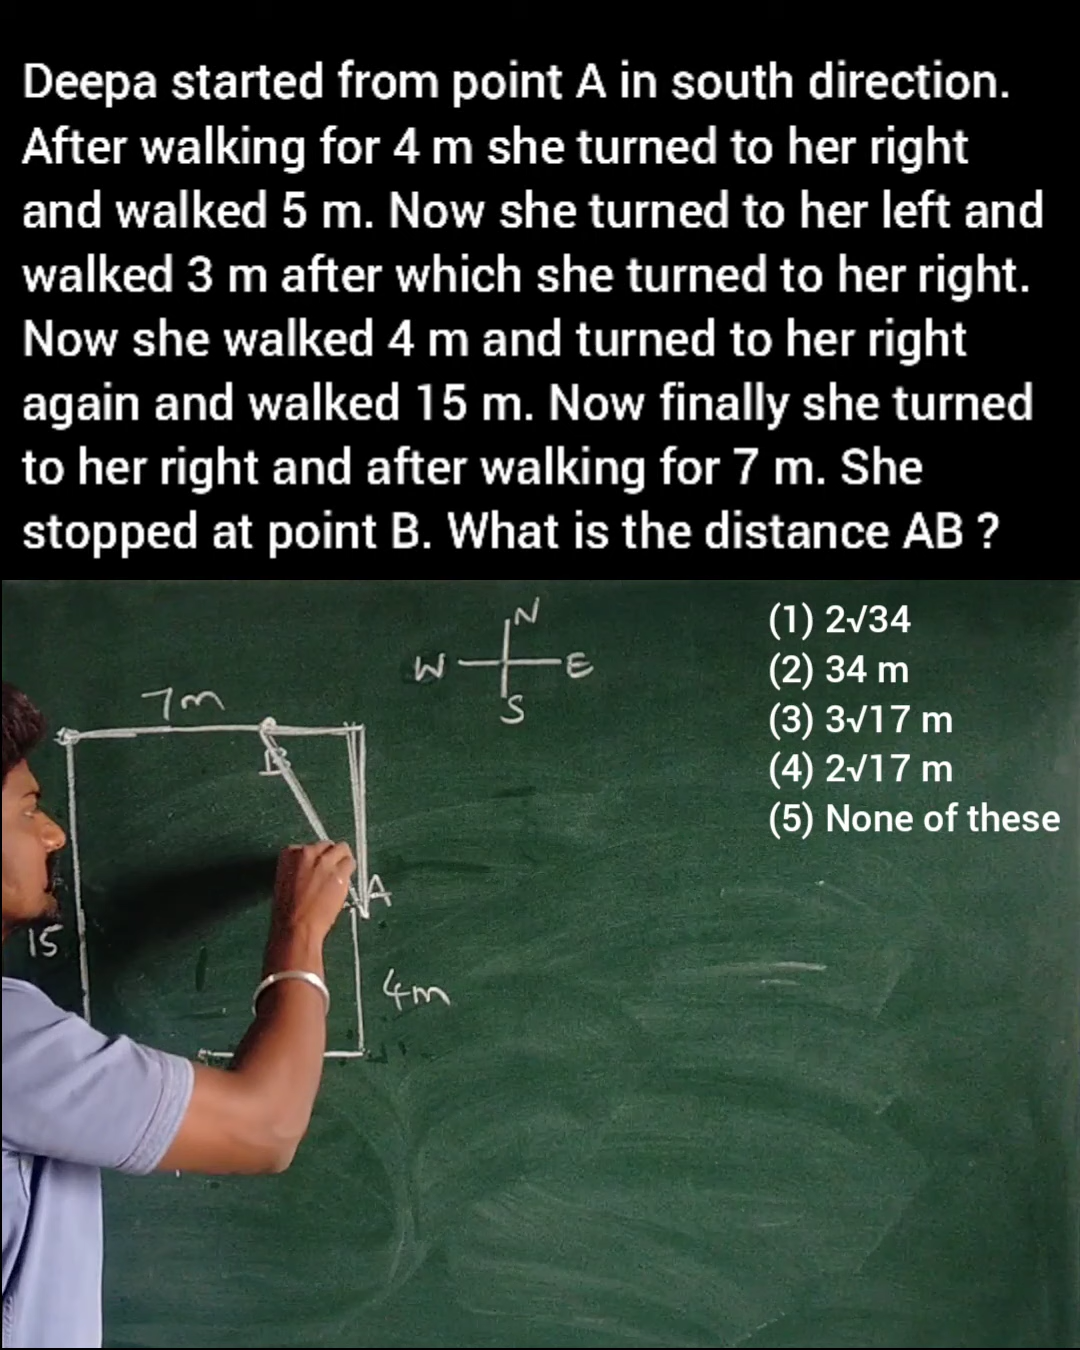 Deepa started from point A in south direction.
After walking for 4 m she turned to her right
and walked 5 m. Now she turned to her left and
walked 3 m after which she turned to her right.
Now she walked 4 m and turned to her right
again and walked 15 m. Now finally she turned
to her right and after walking for 7 m. She
stopped at point B. What is the distance AB ?
N
W E
S
(1) 2√34
(2) 34 m
(3) 3√17 m
(4) 2√17 m
(5) None of these
7m
B
A
15
4m